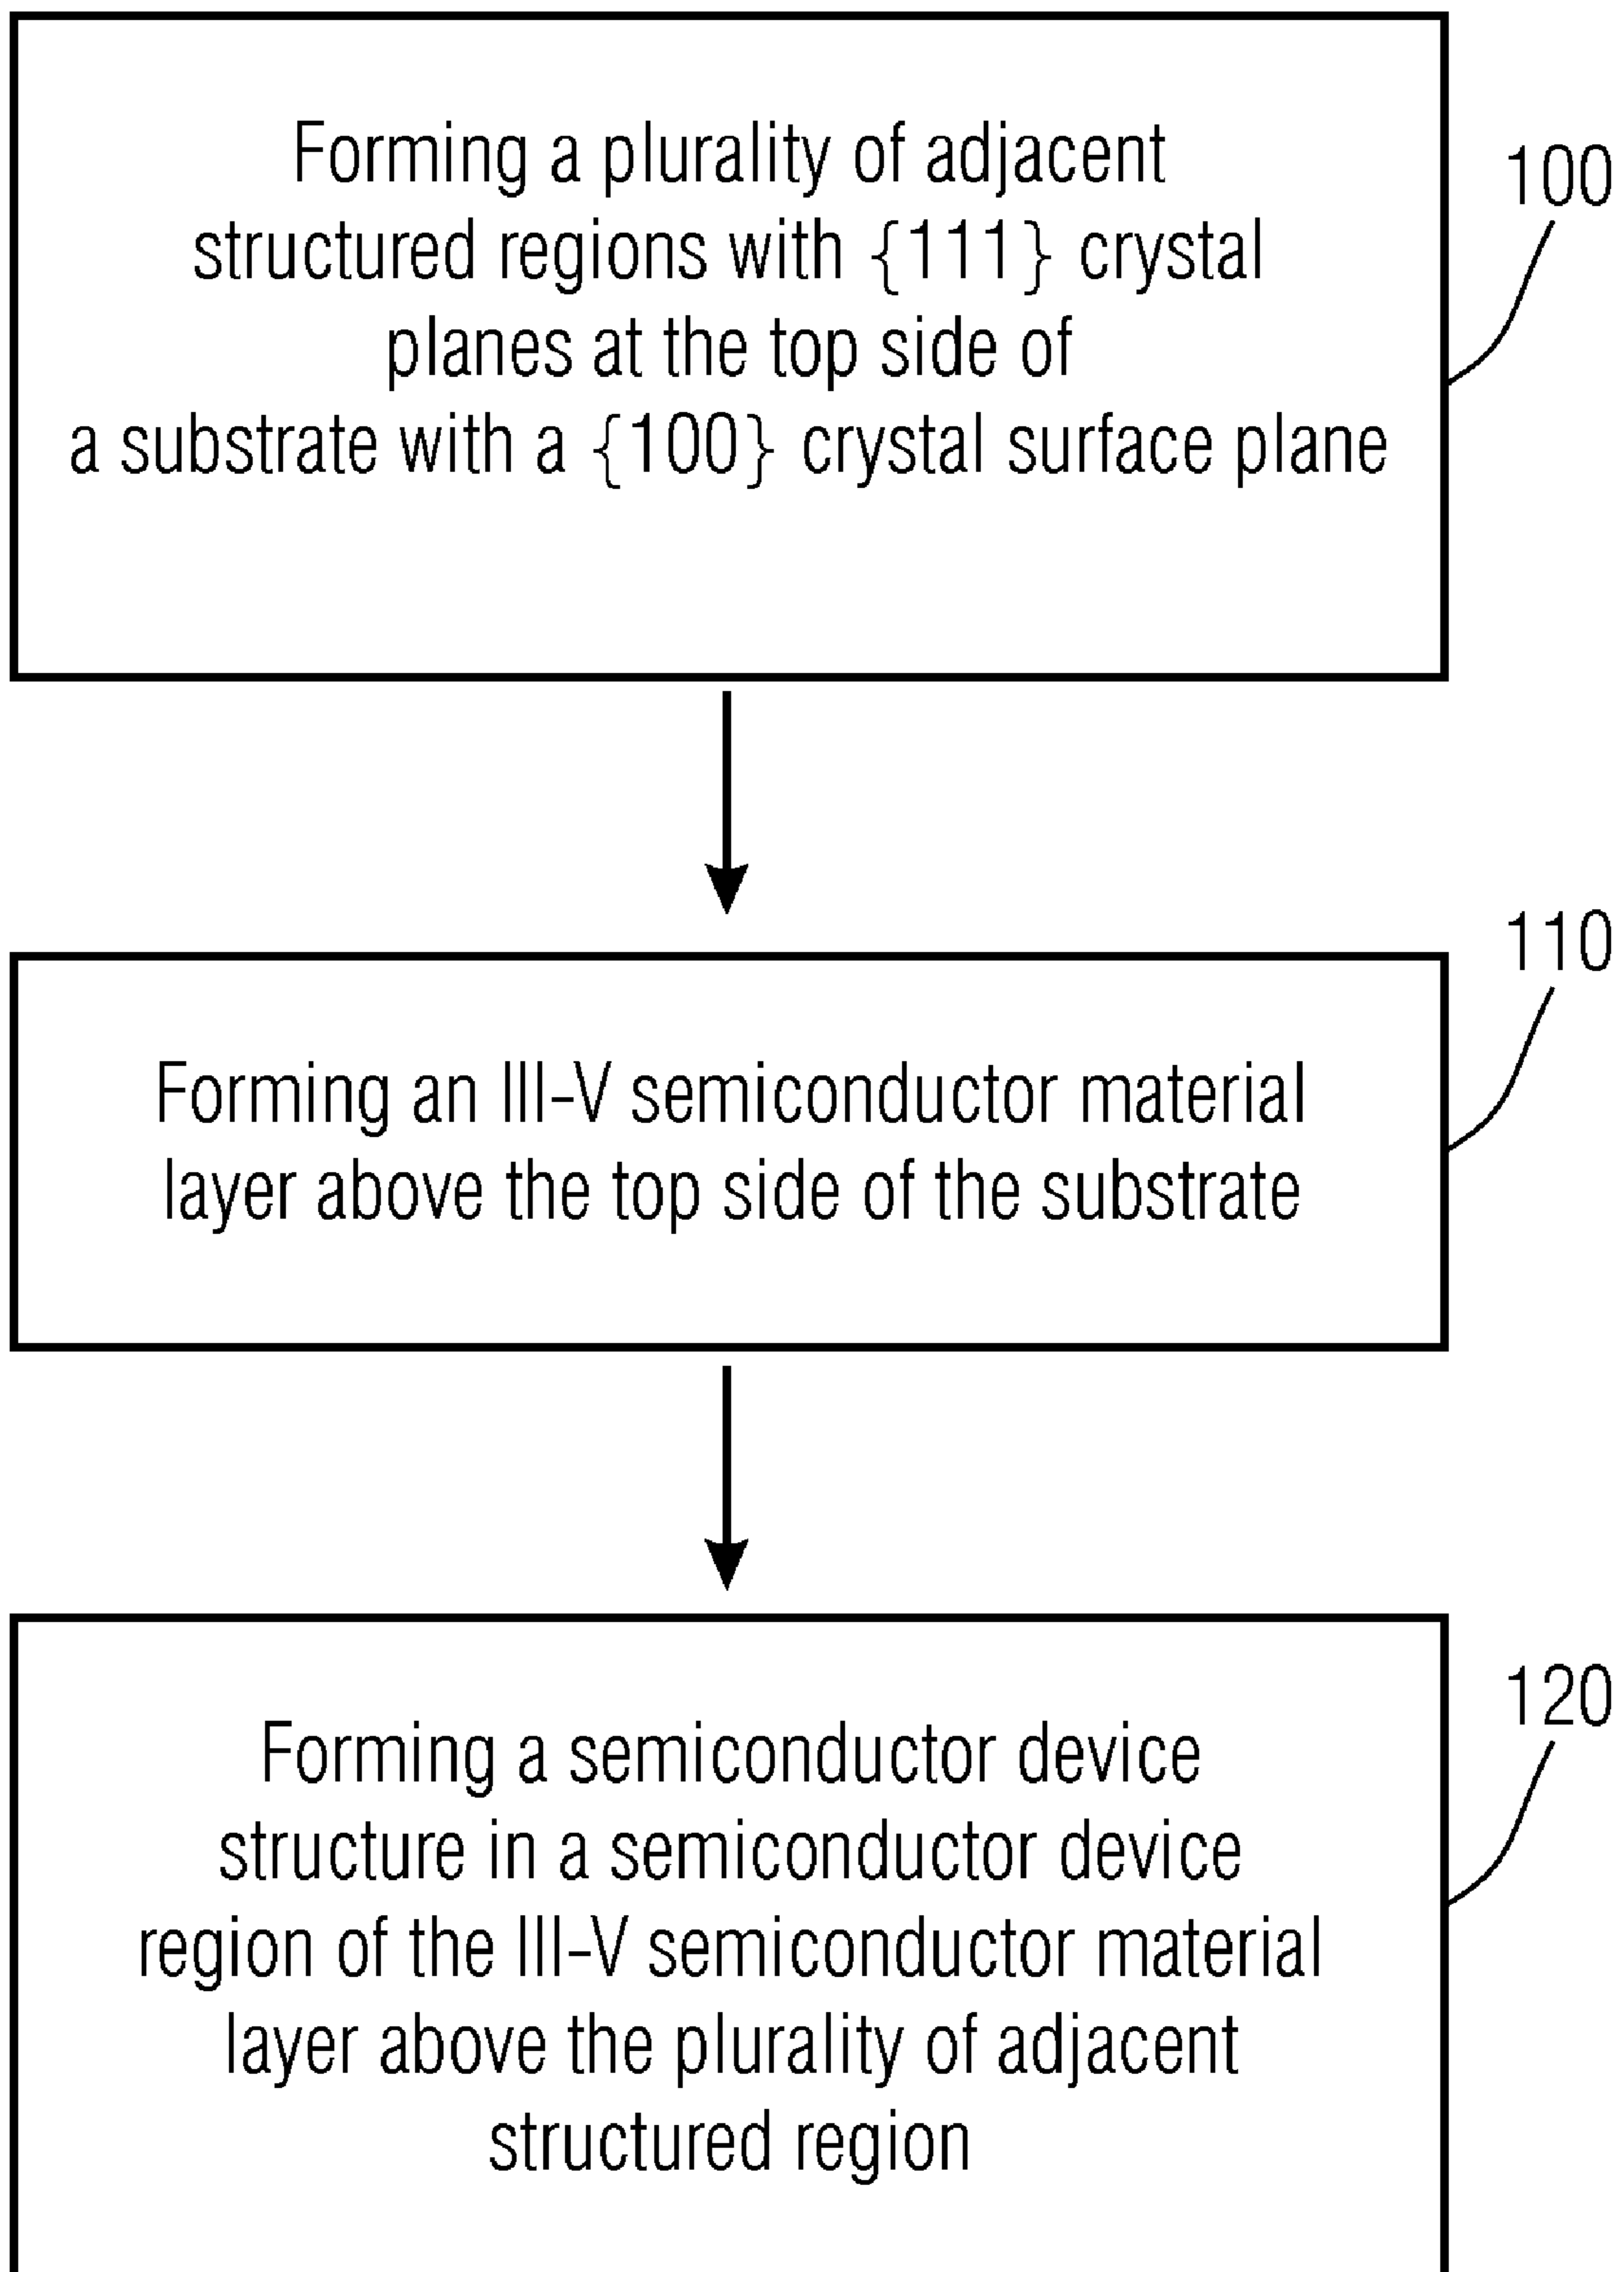 Forming a plurality of adjacent
structured regions with {111} crystal
planes at the top side of
a substrate with a {100} crystal surface plane
100
Forming an III-V semiconductor material
layer above the top side of the substrate
110
Forming a semiconductor device
structure in a semiconductor device
region of the III-V semiconductor material
layer above the plurality of adjacent
structured region
120